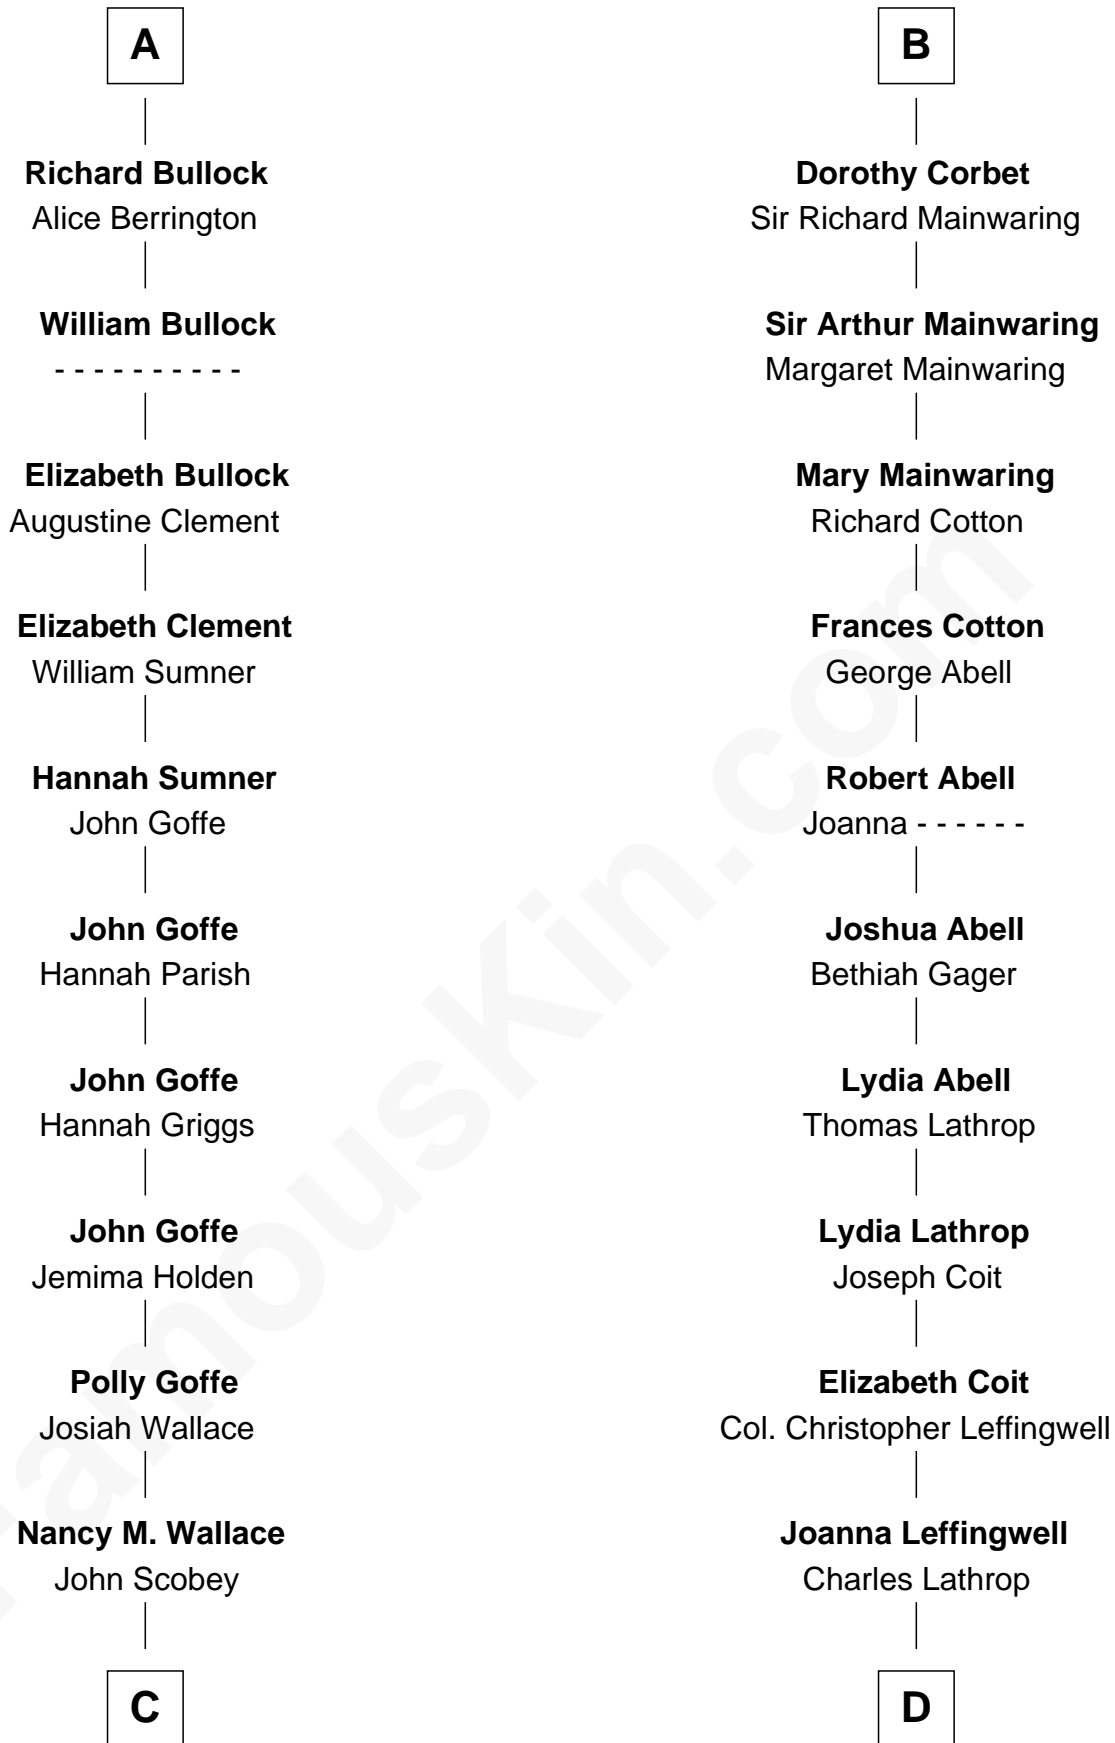 A
Richard Bullock
Alice Berrington
William Bullock
- - - - - - - - - -
Elizabeth Bullock
Augustine Clement
Elizabeth Clement
William Sumner
Hannah Sumner
John Goffe
John Goffe
Hannah Parish
John Goffe
Hannah Griggs
John Goffe
Jemima Holden
Polly Goffe
Josiah Wallace
Nancy M. Wallace
John Scobey
C
B
Dorothy Corbet
Sir Richard Mainwaring
Sir Arthur Mainwaring
Margaret Mainwaring
Mary Mainwaring
Richard Cotton
Frances Cotton
George Abell
Robert Abell
Joanna - - - - - -
Joshua Abell
Bethiah Gager
Lydia Abell
Thomas Lathrop
Lydia Lathrop
Joseph Coit
Elizabeth Coit
Col. Christopher Leffingwell
Joanna Leffingwell
Charles Lathrop
D
FamousKin.com